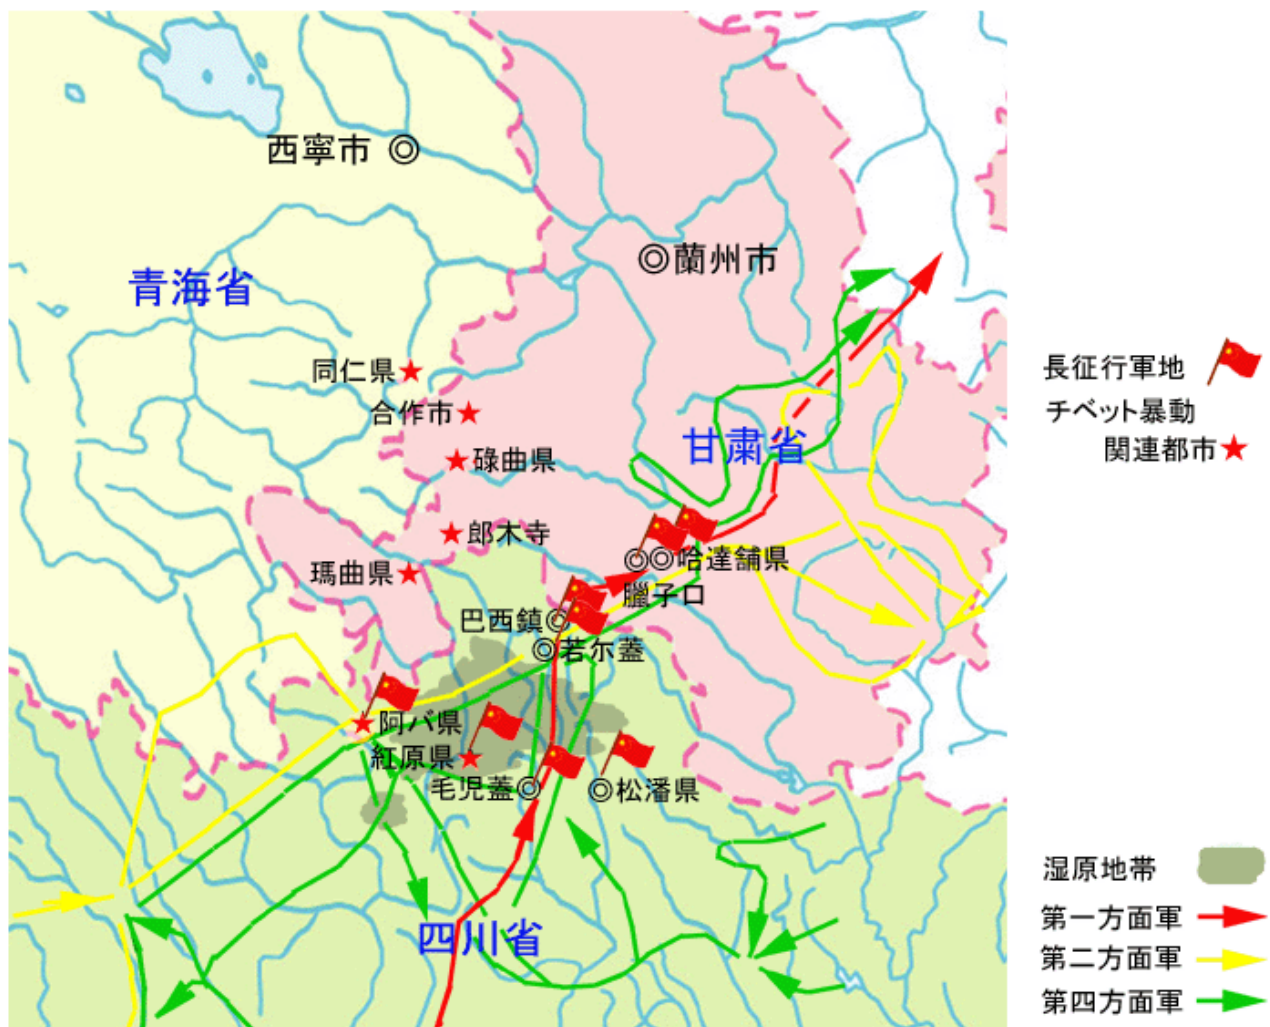 西寧市
蘭州市
青海省
同仁県
長征行軍地
合作市
チベット暴動
甘粛省
関連都市
碌曲県
郎木寺
哈達舗県
瑪曲県
臘子口
巴西鎮
若尔蓋
阿バ県
紅原県
毛児蓋
松潘県
湿原地帯
第一方面軍
四川省
第二方面軍
第四方面軍